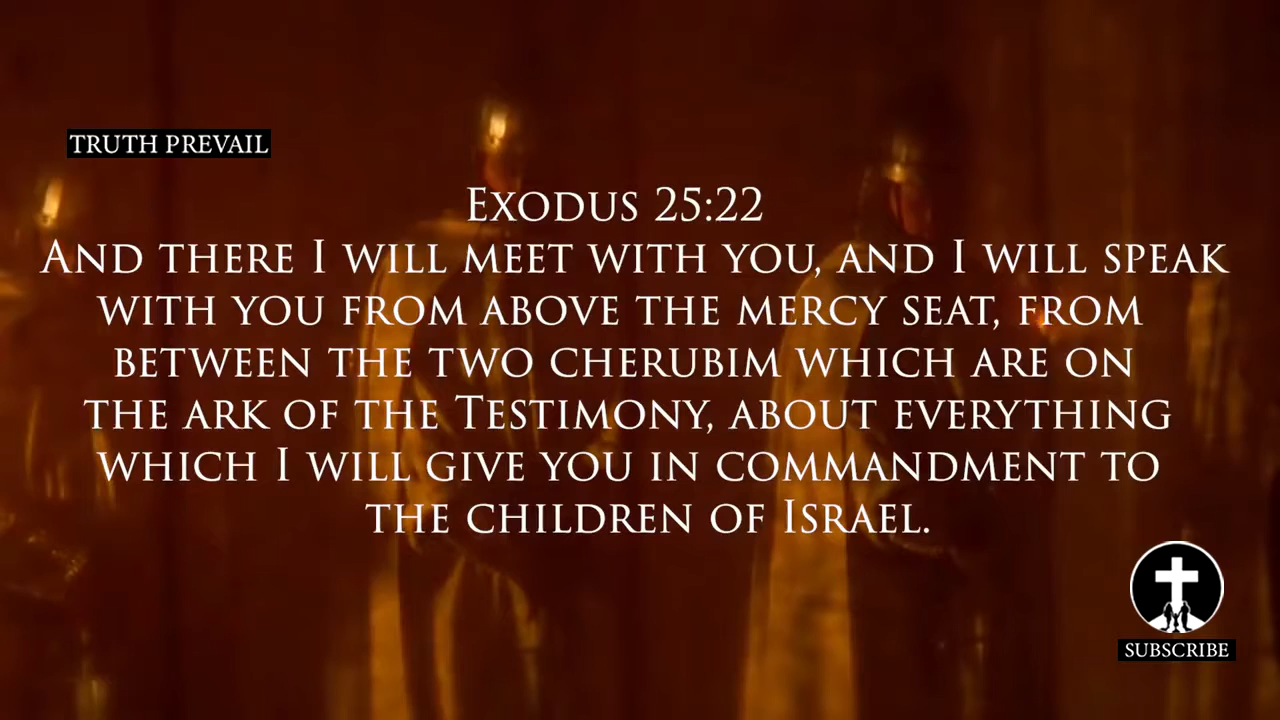 TRUTH PREVAIL
EXODUS 25:22
AND THERE I WILL MEET WITH YOU, AND I WILL SPEAK
WITH YOU FROM ABOVE THE MERCY SEAT, FROM
BETWEEN THE TWO CHERUBIM WHICH ARE ON
THE ARK OF THE TESTIMONY, ABOUT EVERYTHING
WHICH I WILL GIVE YOU IN COMMANDMENT TO
THE CHILDREN OF ISRAEL.
SUBSCRIBE